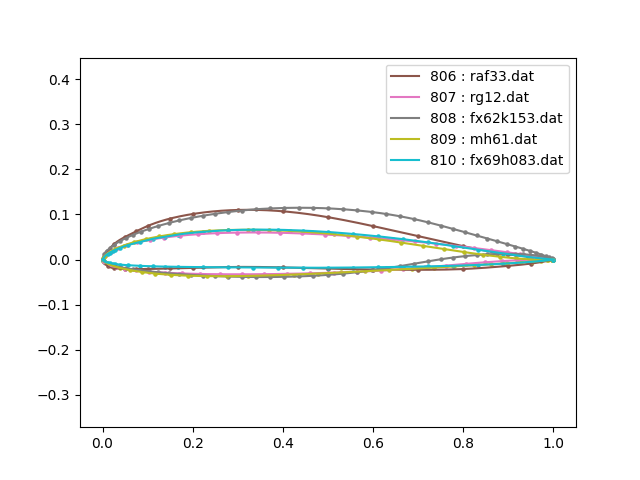 0.4
0.3
0.2
0.1
0.0
−0.1
−0.2
−0.3
0.0 0.2 0.4 0.6 0.8 1.0
806 : raf33.dat
807 : rg12.dat
808 : fx62k153.dat
809 : mh61.dat
810 : fx69h083.dat